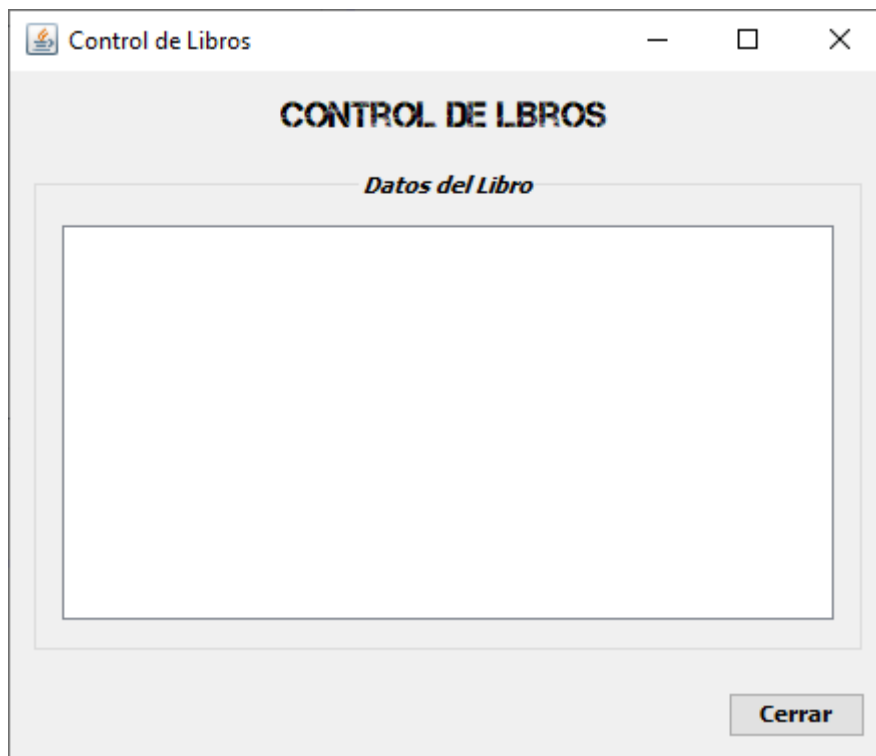 Control de Libros
CONTROL DE LBROS
Datos del Libro
Cerrar